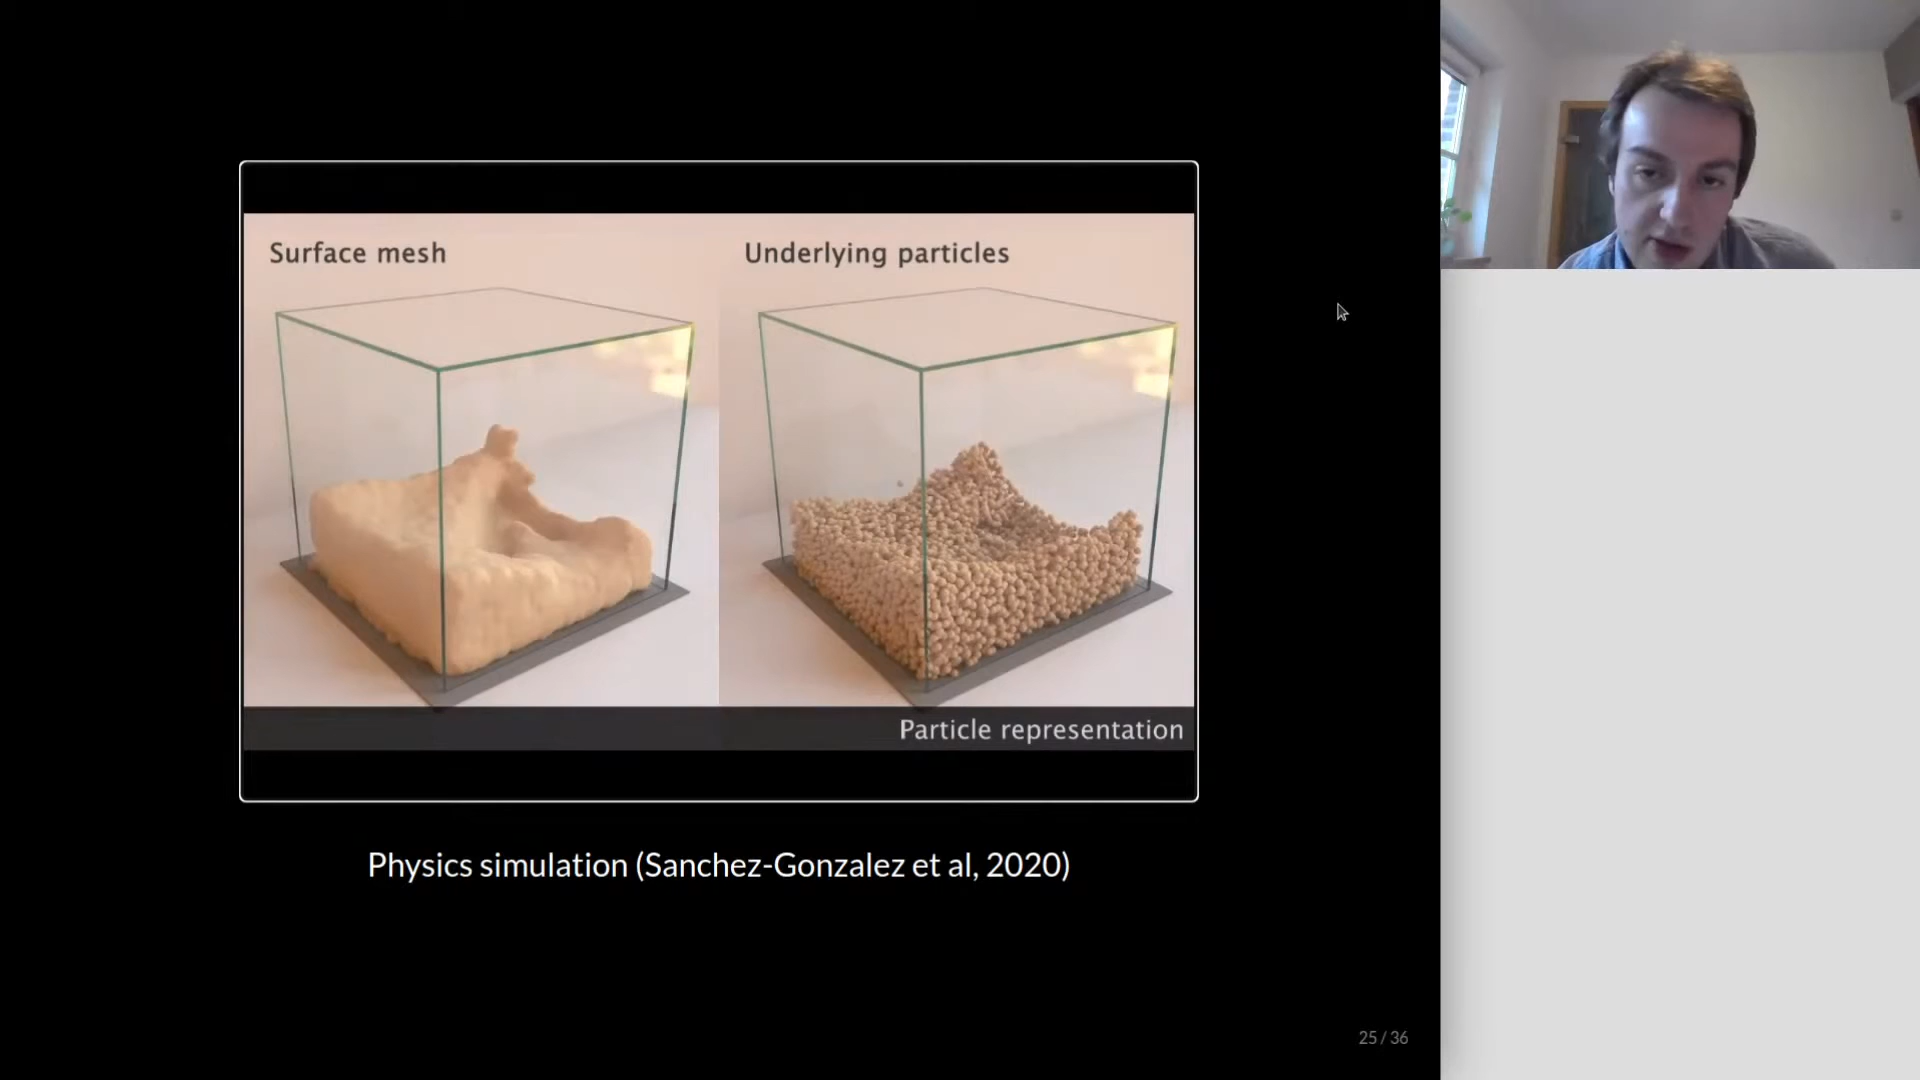 Surface mesh
Underlying particles
Particle representation
Physics simulation (Sanchez-Gonzalez et al, 2020)
25 / 36